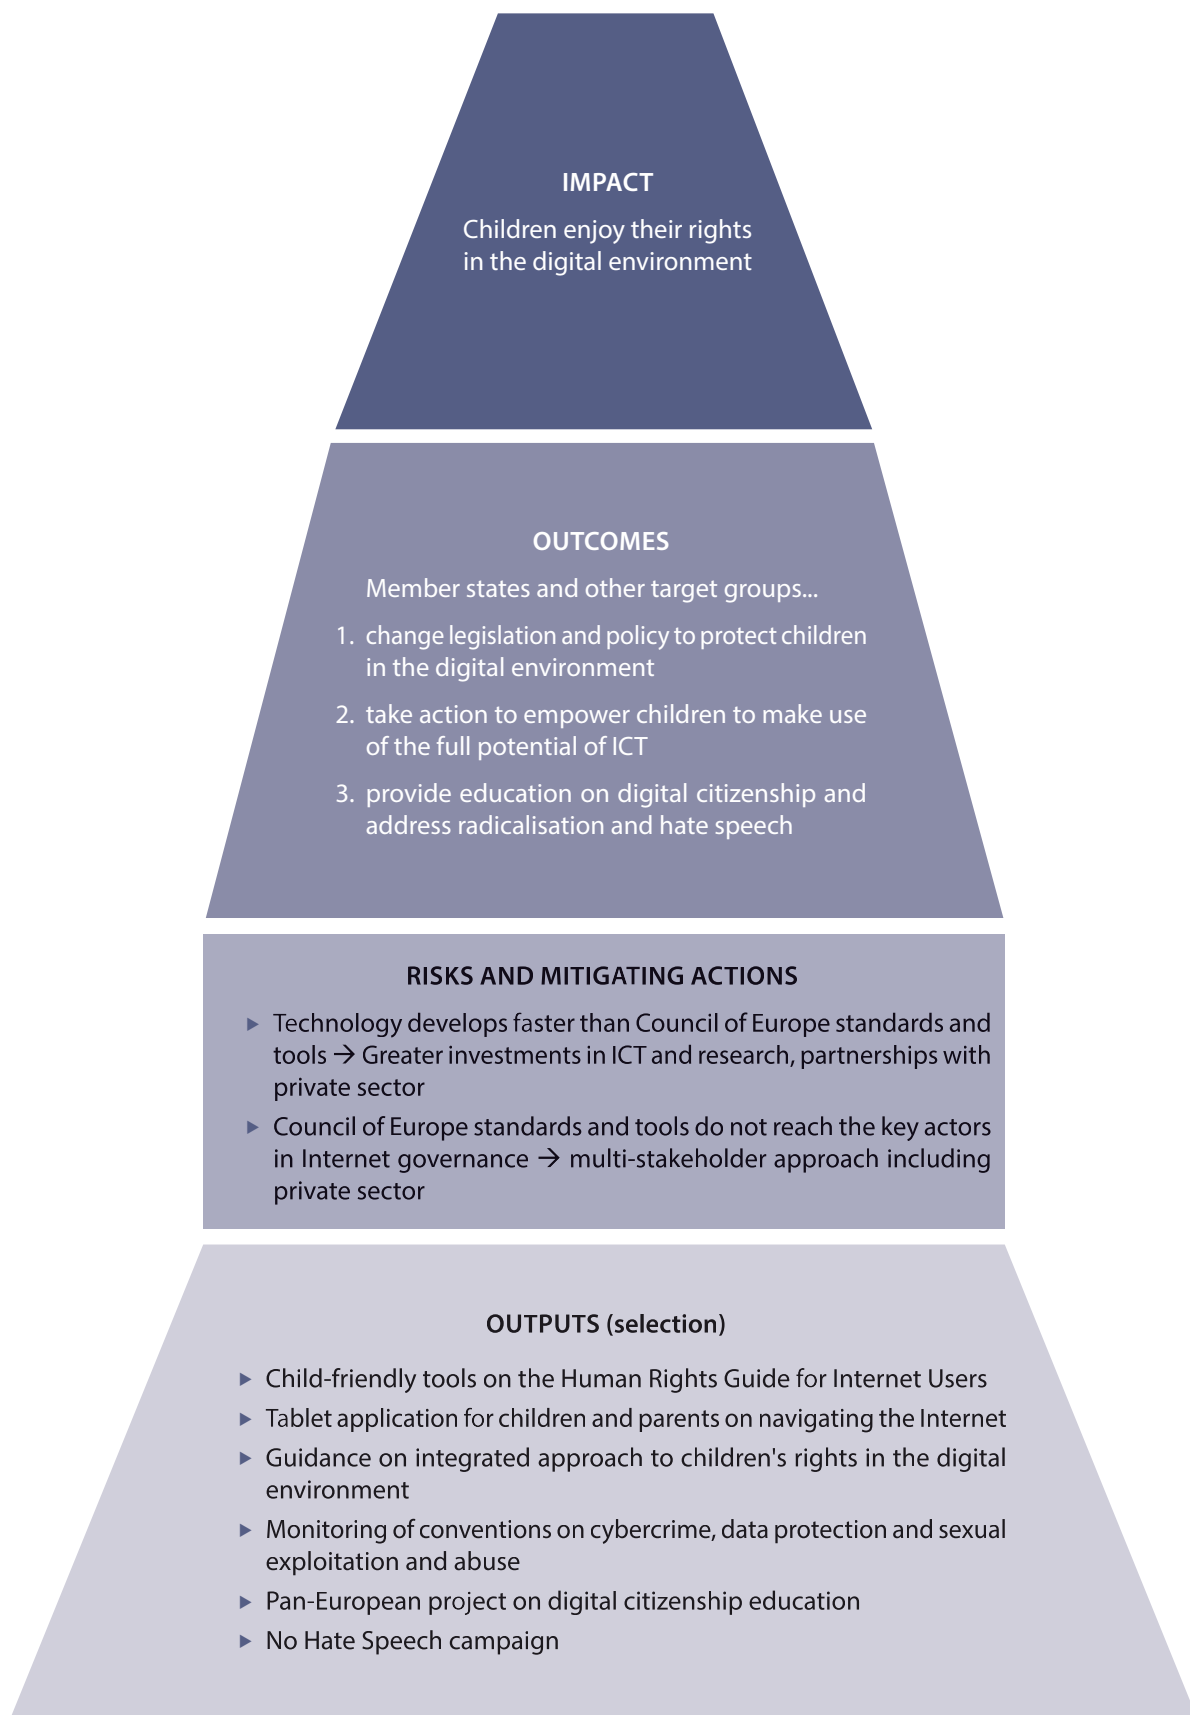 IMPACT
Children enjoy their rights
in the digital environment
OUTCOMES
Member states and other target groups...
1. change legislation and policy to protect children
in the digital environment
2. take action to empower children to make use
of the full potential of ICT
3. provide education on digital citizenship and
address radicalisation and hate speech
RISKS AND MITIGATING ACTIONS
▶ Technology develops faster than Council of Europe standards and
tools → Greater investments in ICT and research, partnerships with
private sector
▶ Council of Europe standards and tools do not reach the key actors
in Internet governance → multi-stakeholder approach including
private sector
OUTPUTS (selection)
▶ Child-friendly tools on the Human Rights Guide for Internet Users
▶ Tablet application for children and parents on navigating the Internet
▶ Guidance on integrated approach to children's rights in the digital
environment
▶ Monitoring of conventions on cybercrime, data protection and sexual
exploitation and abuse
▶ Pan-European project on digital citizenship education
▶ No Hate Speech campaign